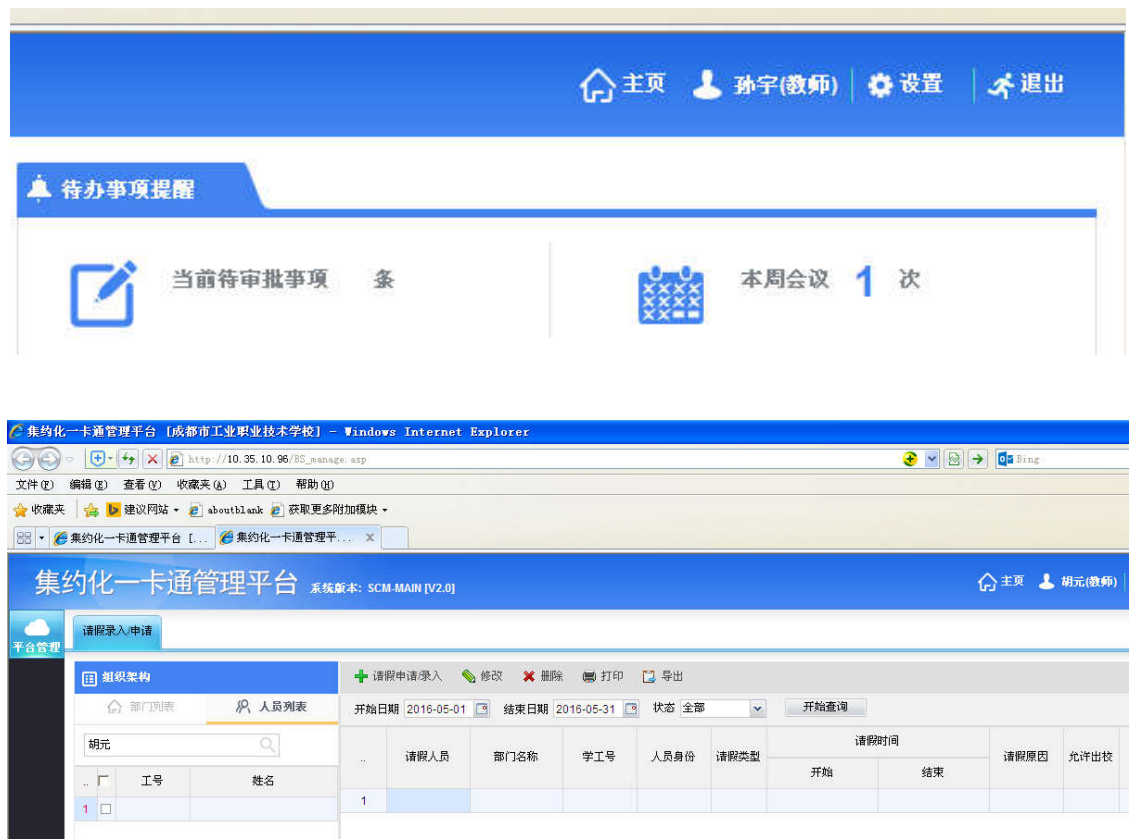 主页 孙宇(教师) 设置 退出
待办事项提醒
当前待审批事项 条 本周会议 1 次
集约化一卡通管理平台 [成都市工业职业技术学校] - Windows Internet Explorer
http://10.35.10.96/BS_manage.asp Bing
文件(F) 编辑(E) 查看(V) 收藏夹(A) 工具(T) 帮助(H)
收藏夹 建议网站 aboutblank 获取更多附加模块
集约化一卡通管理平台 [... 集约化一卡通管理平... X
集约化一卡通管理平台 系统版本: SCM-MAIN [V2.0] 主页 胡元(教师)
平台管理 请假录入/申请
组织架构 请假申请/录入 修改 删除 打印 导出
部门列表 人员列表 开始日期 2016-05-01 结束日期 2016-05-31 状态 全部 开始查询
胡元
.. 请假人员 部门名称 学工号 人员身份 请假类型 请假时间 请假原因 允许出校
.. 工号 姓名 开始 结束
1 1